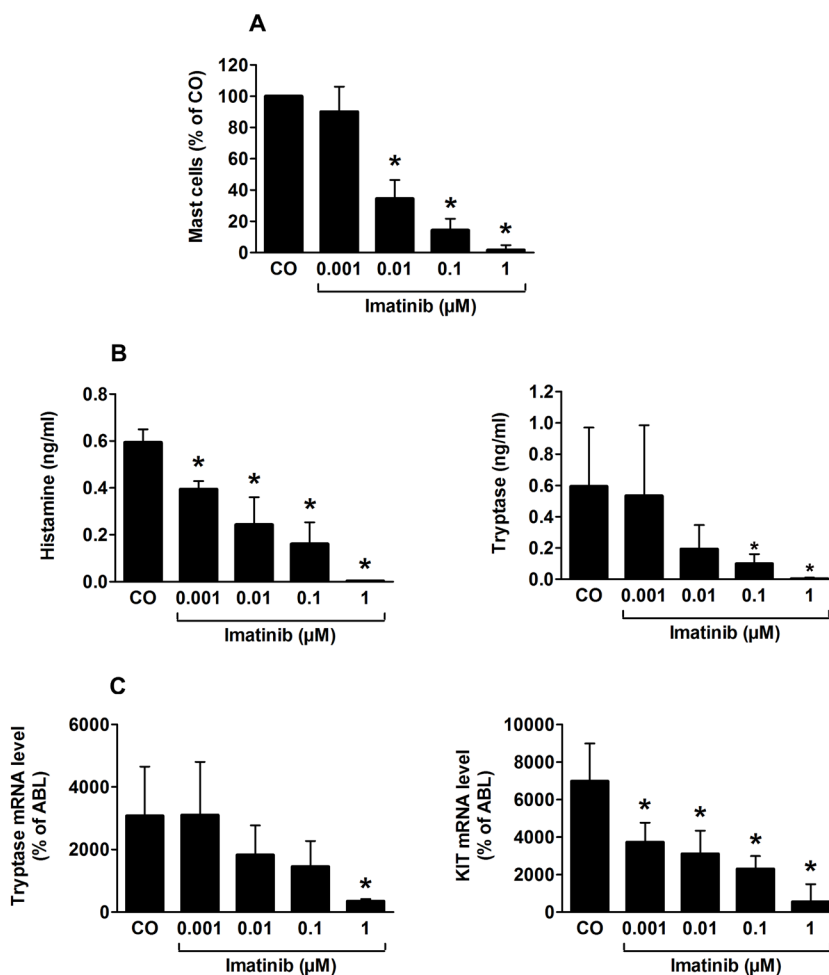 A
Mast cells (% of CO)
120
100
80
60
40
20
0
* * *
CO 0.001 0.01 0.1 1
Imatinib (µM)
B
Histamine (ng/ml)
0.8
0.6
0.4
0.2
0.0
* * * *
CO 0.001 0.01 0.1 1
Imatinib (µM)
Tryptase (ng/ml)
1.2
1.0
0.8
0.6
0.4
0.2
0.0
* *
CO 0.001 0.01 0.1 1
Imatinib (µM)
C
Tryptase mRNA level
(% of ABL)
6000
4000
2000
0
*
CO 0.001 0.01 0.1 1
Imatinib (µM)
KIT mRNA level
(% of ABL)
10000
8000
6000
4000
2000
0
* * * *
CO 0.001 0.01 0.1 1
Imatinib (µM)